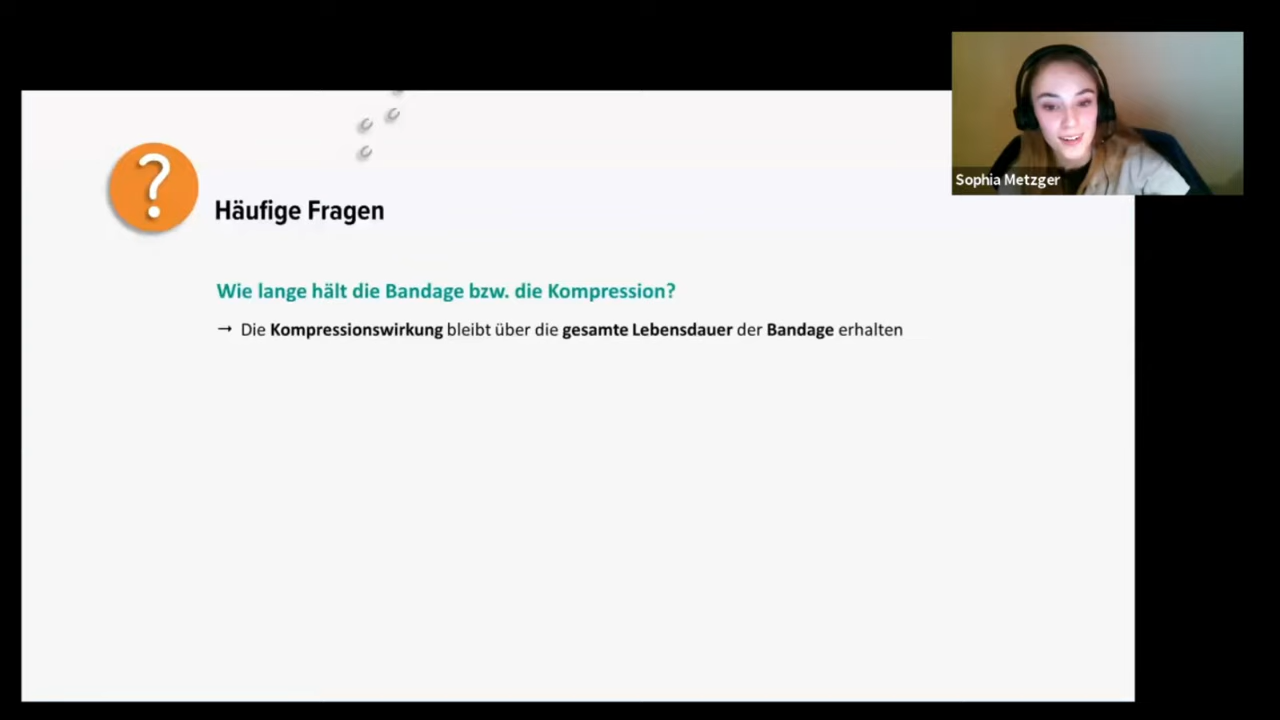 Sophia Metzger
?
Häufige Fragen
Wie lange hält die Bandage bzw. die Kompression?
→ Die Kompressionswirkung bleibt über die gesamte Lebensdauer der Bandage erhalten